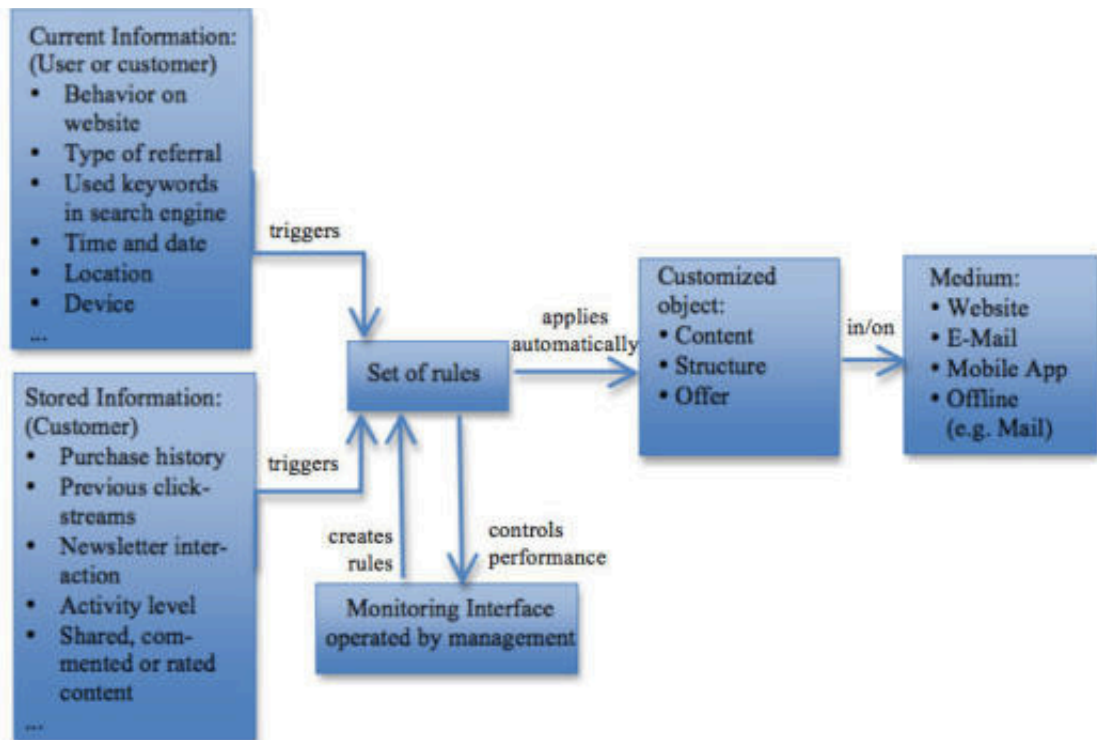 Current Information:
(User or customer)
• Behavior on
website
• Type of referral
• Used keywords
in search engine
• Time and date
• Location
• Device
...
triggers
Stored Information:
(Customer)
• Purchase history
• Previous click-
streams
• Newsletter inter-
action
• Activity level
• Shared, com-
mented or rated
content
...
triggers
Set of rules
creates
rules
controls
performance
Monitoring Interface
operated by management
applies
automatically
Customized
object:
• Content
• Structure
• Offer
in/on
Medium:
• Website
• E-Mail
• Mobile App
• Offline
(e.g. Mail)